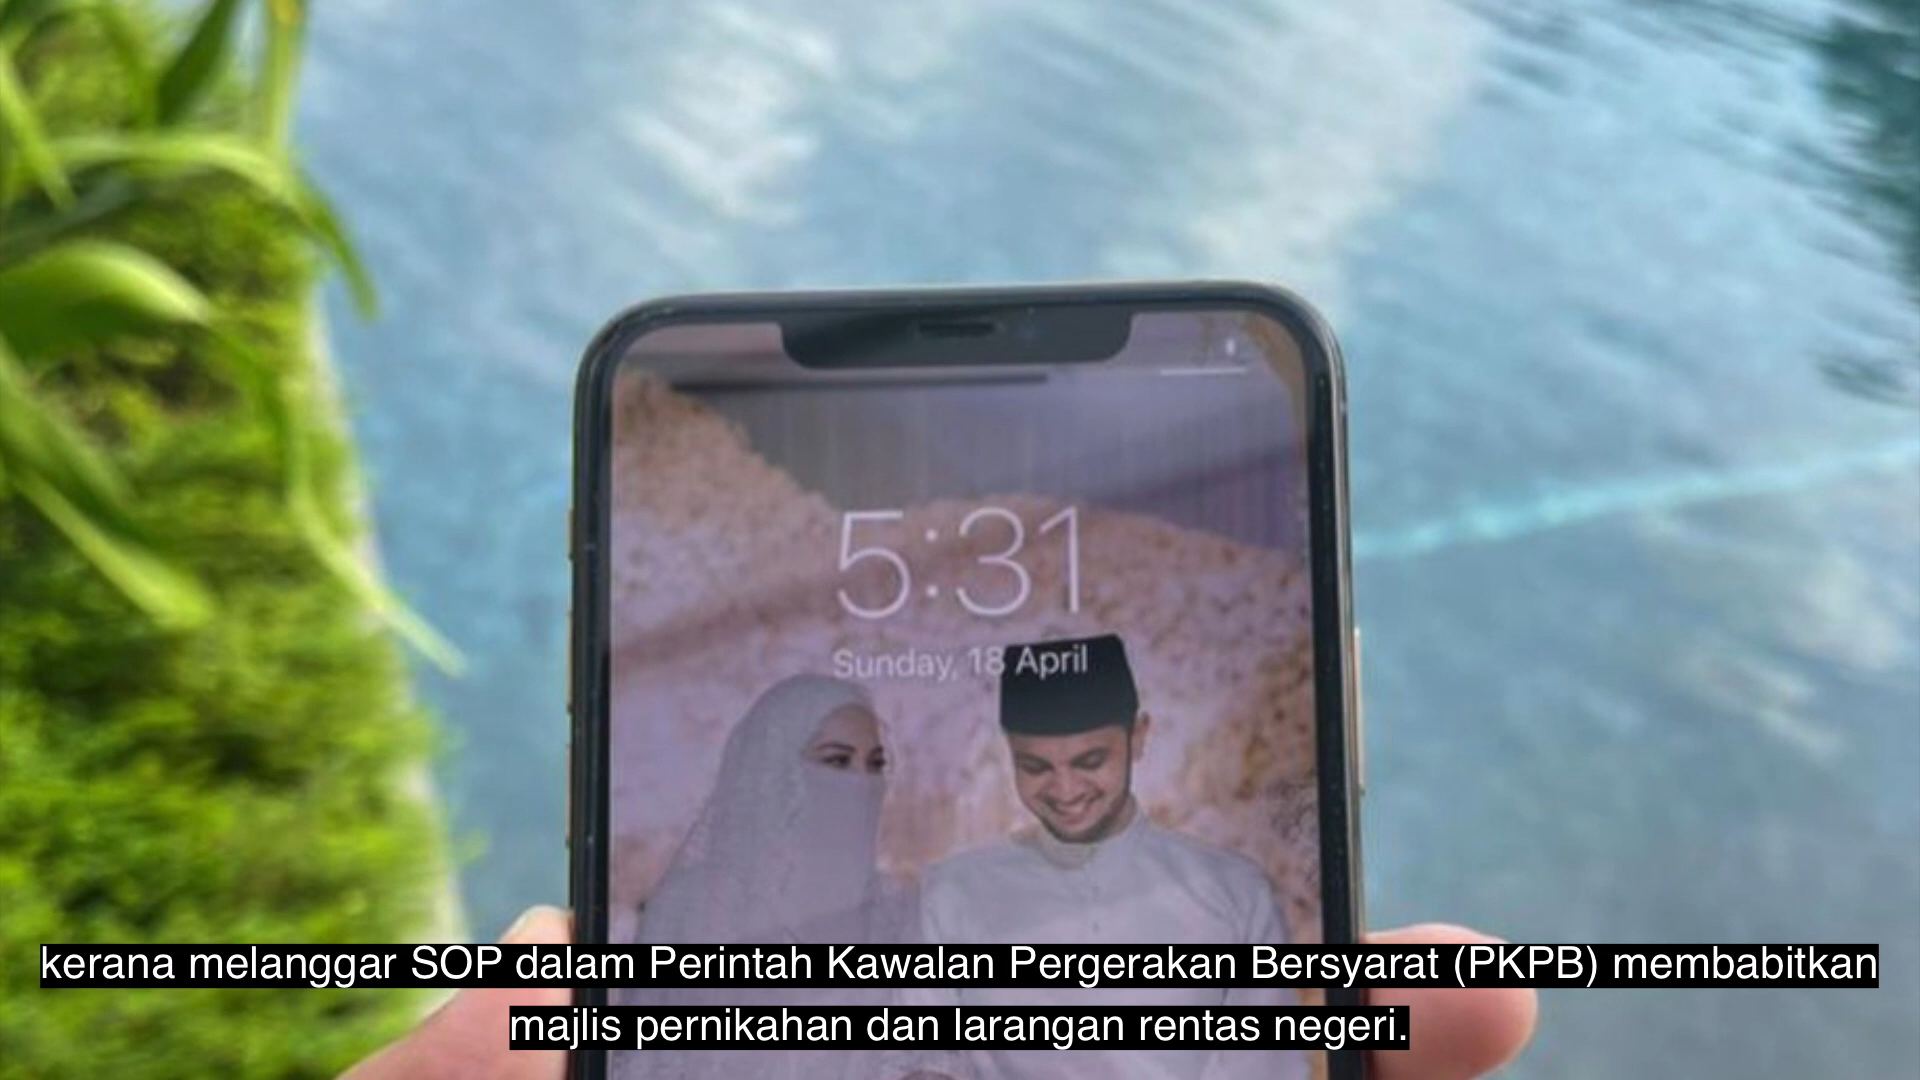 5:31
Sunday, 18 April
kerana melanggar SOP dalam Perintah Kawalan Pergerakan Bersyarat (PKPB) membabitkan
majlis pernikahan dan larangan rentas negeri.